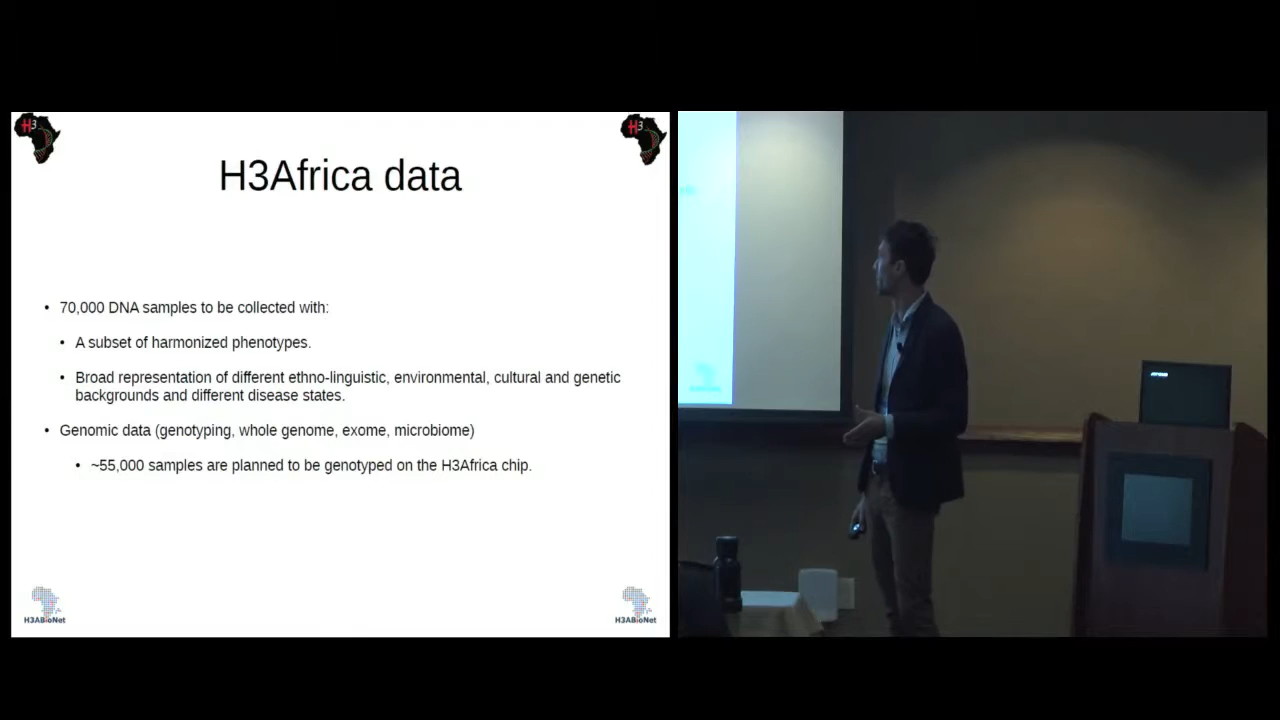 H3
H3
H3Africa data
• 70,000 DNA samples to be collected with:
• A subset of harmonized phenotypes.
• Broad representation of different ethno-linguistic, environmental, cultural and genetic
backgrounds and different disease states.
• Genomic data (genotyping, whole genome, exome, microbiome)
• ~55,000 samples are planned to be genotyped on the H3Africa chip.
H3ABioNet
H3ABioNet